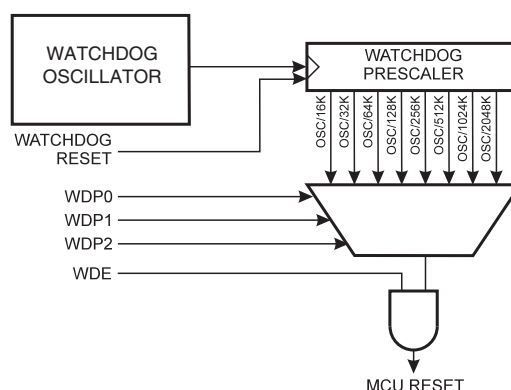 WATCHDOG
OSCILLATOR
WATCHDOG
PRESCALER
WATCHDOG
RESET
OSC/16K
OSC/32K
OSC/64K
OSC/128K
OSC/256K
OSC/512K
OSC/1024K
OSC/2048K
WDP0
WDP1
WDP2
WDE
MCU RESET